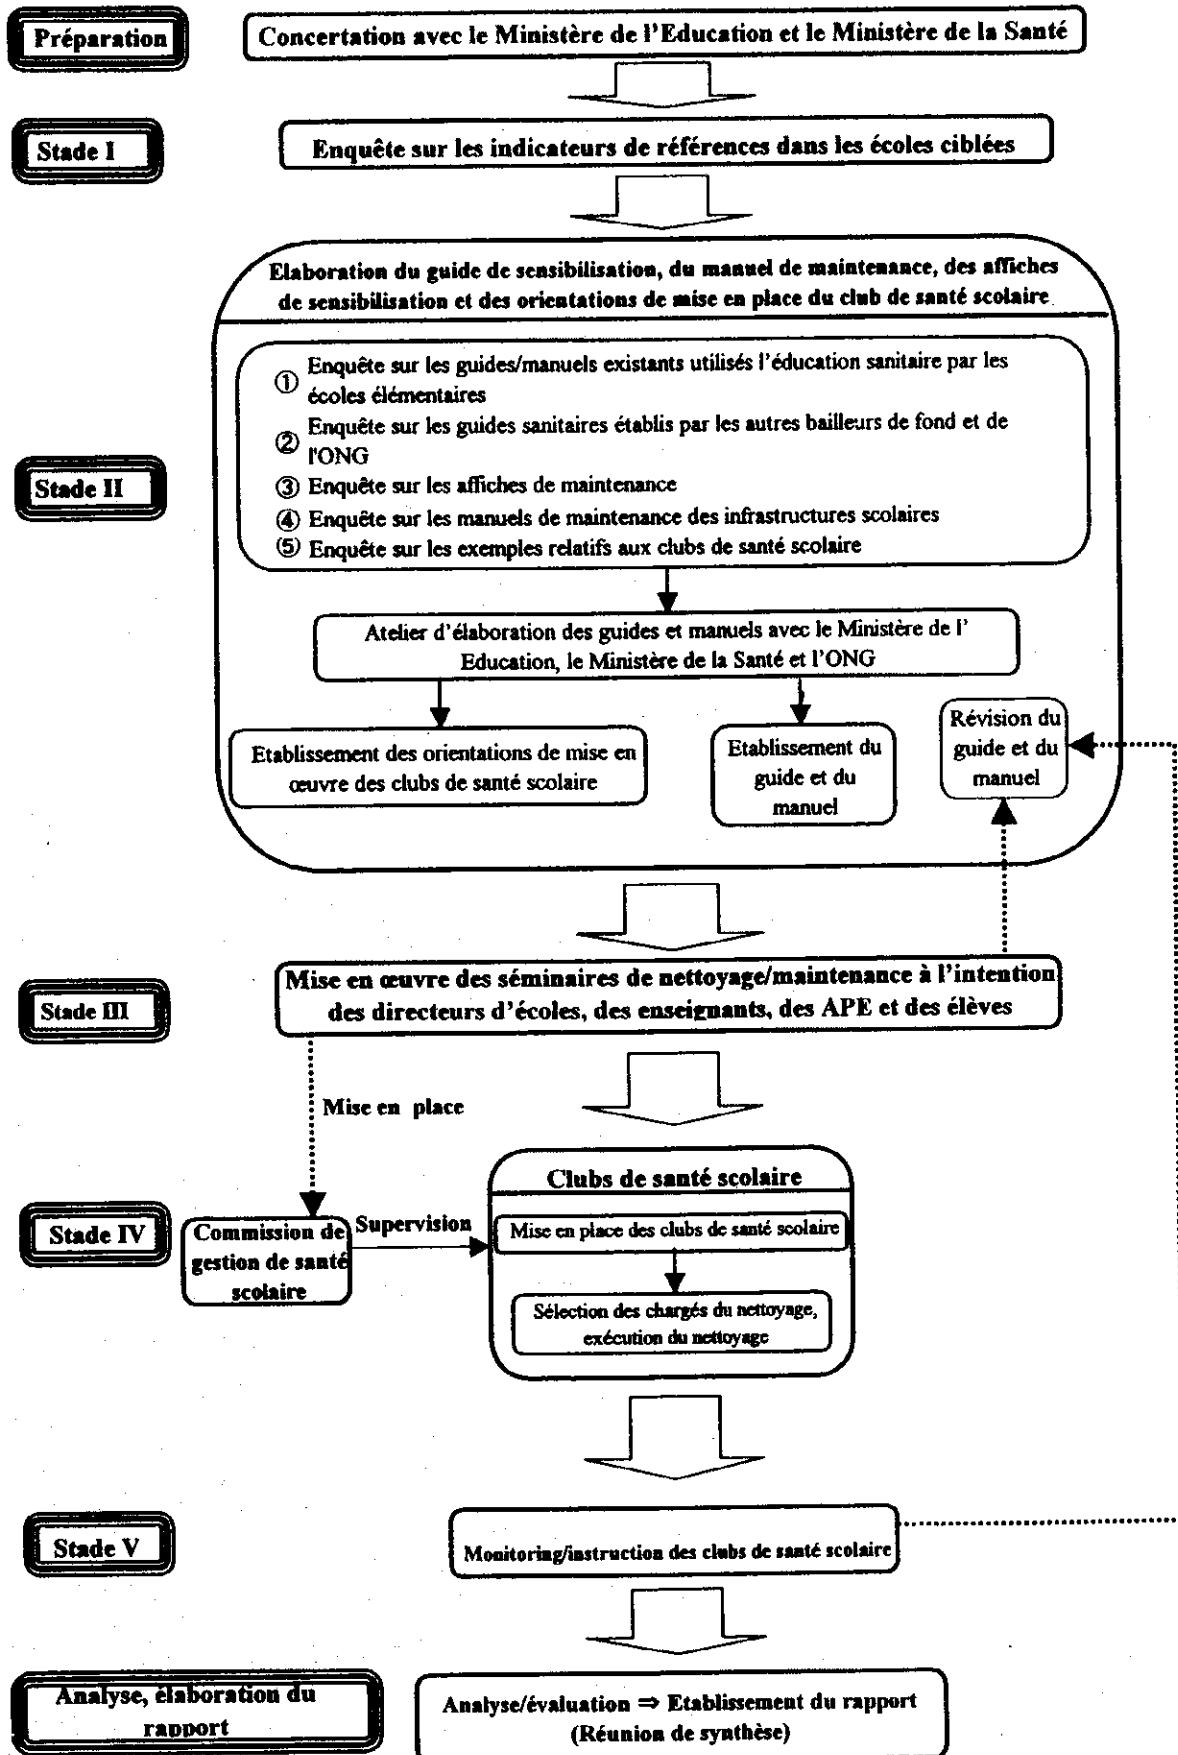 Préparation
Concertation avec le Ministère de l'Education et le Ministère de la Santé
Stade I
Enquête sur les indicateurs de références dans les écoles ciblées
Elaboration du guide de sensibilisation, du manuel de maintenance, des affiches
de sensibilisation et des orientations de mise en place du club de santé scolaire
Stade II
① Enquête sur les guides/manuels existants utilisés l'éducation sanitaire par les
écoles élémentaires
② Enquête sur les guides sanitaires établis par les autres bailleurs de fond et de
l'ONG
③ Enquête sur les affiches de maintenance
④ Enquête sur les manuels de maintenance des infrastructures scolaires
⑤ Enquête sur les exemples relatifs aux clubs de santé scolaire
Atelier d'élaboration des guides et manuels avec le Ministère de l'
Education, le Ministère de la Santé et l'ONG
Etablissement des orientations de mise en
œuvre des clubs de santé scolaire
Etablissement du
guide et du
manuel
Révision du
guide et du
manuel
Stade III
Mise en œuvre des séminaires de nettoyage/maintenance à l'intention
des directeurs d'écoles, des enseignants, des APE et des élèves
Mise en place
Stade IV
Commission de
gestion de santé
scolaire
Supervision
Clubs de santé scolaire
Mise en place des clubs de santé scolaire
Sélection des chargés du nettoyage,
exécution du nettoyage
Stade V
Monitoring/instruction des clubs de santé scolaire
Analyse, élaboration du
rapport
Analyse/évaluation ⇒ Etablissement du rapport
(Réunion de synthèse)